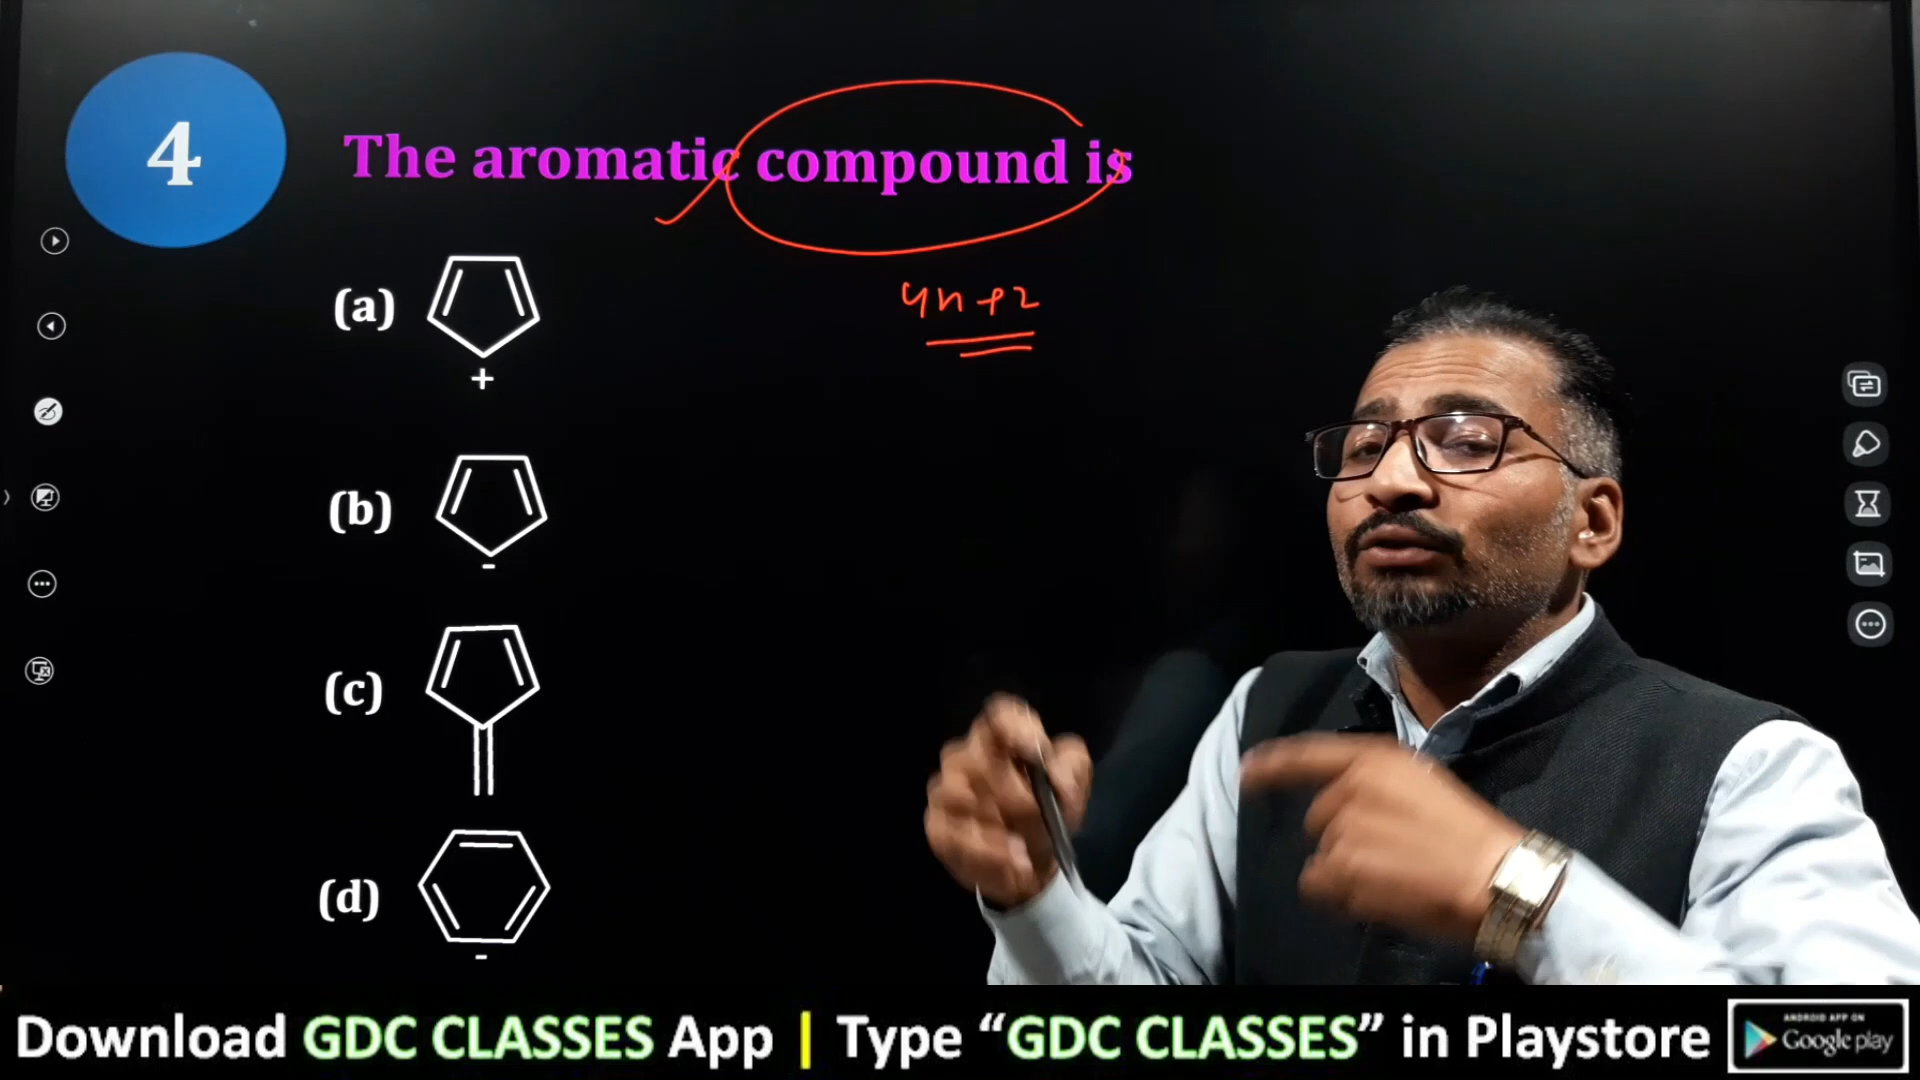 4
The aromatic compound is
4n+2
(a)
+
(b)
-
(c)
(d)
-
Download GDC CLASSES App | Type “GDC CLASSES” in Playstore
ANDROID APP ON
Google play